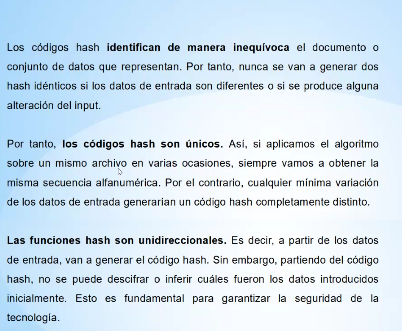 Los códigos hash identifican de manera inequívoca el documento o
conjunto de datos que representan. Por tanto, nunca se van a generar dos
hash idénticos si los datos de entrada son diferentes o si se produce alguna
alteración del input.
Por tanto, los códigos hash son únicos. Así, si aplicamos el algoritmo
sobre un mismo archivo en varias ocasiones, siempre vamos a obtener la
misma secuencia alfanumérica. Por el contrario, cualquier mínima variación
de los datos de entrada generarían un código hash completamente distinto.
Las funciones hash son unidireccionales. Es decir, a partir de los datos
de entrada, van a generar el código hash. Sin embargo, partiendo del código
hash, no se puede descifrar o inferir cuáles fueron los datos introducidos
inicialmente. Esto es fundamental para garantizar la seguridad de la
tecnología.